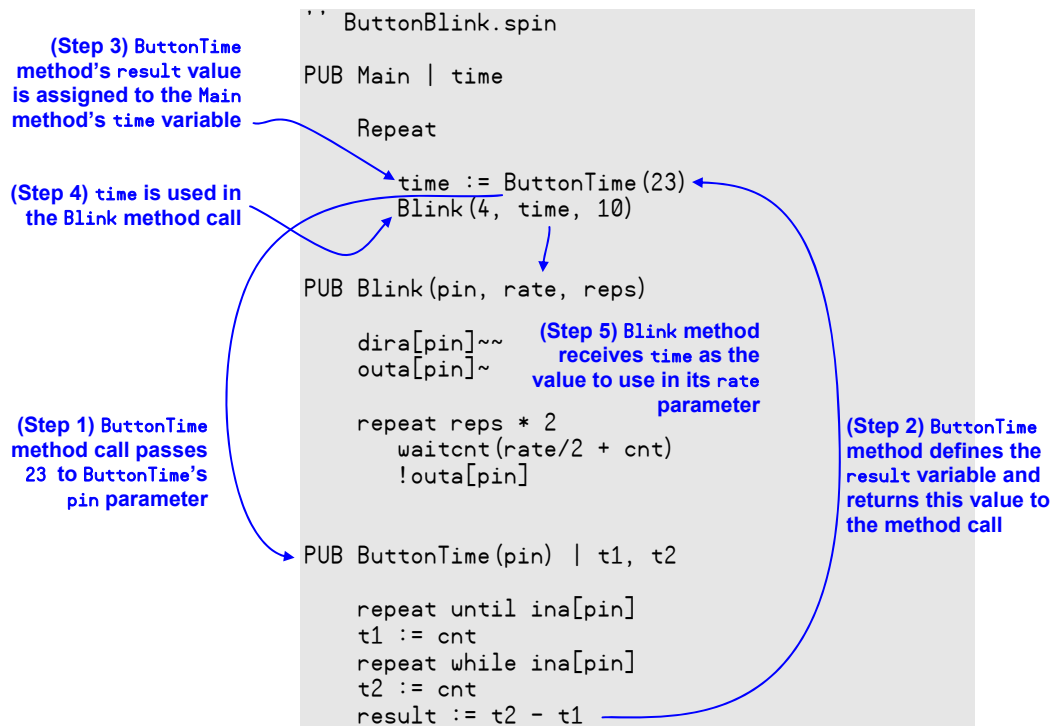 '' ButtonBlink.spin
PUB Main | time
Repeat
time := ButtonTime(23)
Blink(4, time, 10)
PUB Blink(pin, rate, reps)
dira[pin]~~
outa[pin]~
repeat reps * 2
waitcnt(rate/2 + cnt)
!outa[pin]
PUB ButtonTime(pin) | t1, t2
repeat until ina[pin]
t1 := cnt
repeat while ina[pin]
t2 := cnt
result := t2 - t1
(Step 3) ButtonTime
method's result value
is assigned to the Main
method's time variable
(Step 4) time is used in
the Blink method call
(Step 5) Blink method
receives time as the
value to use in its rate
parameter
(Step 1) ButtonTime
method call passes
23 to ButtonTime's
pin parameter
(Step 2) ButtonTime
method defines the
result variable and
returns this value to
the method call